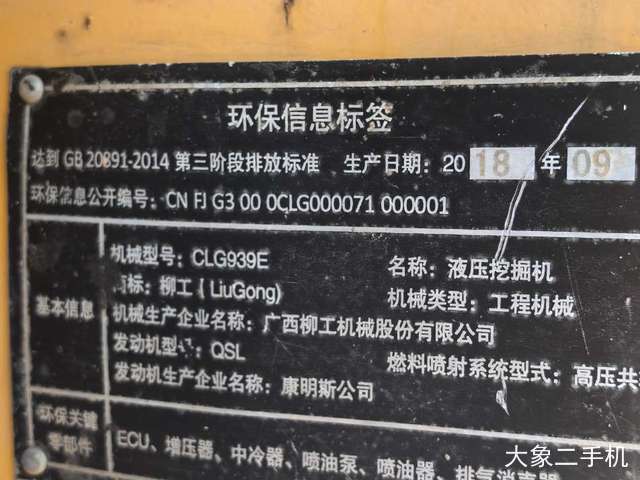 环保信息标签
达到 GB 20891-2014 第三阶段排放标准 生产日期：2018 年 09
环保信息公开编号：CN FJ G3 00 0CLG000071 000001
机械型号：CLG939E 名称：液压挖掘机
商标：柳工（LiuGong） 机械类型：工程机械
基本信息
机械生产企业名称：广西柳工机械股份有限公司
发动机型号：QSL 燃料喷射系统型式：高压共
发动机生产企业名称：康明斯公司
环保关键
零部件
ECU、增压器、中冷器、喷油泵、喷油器、排气消声器
大象二手机